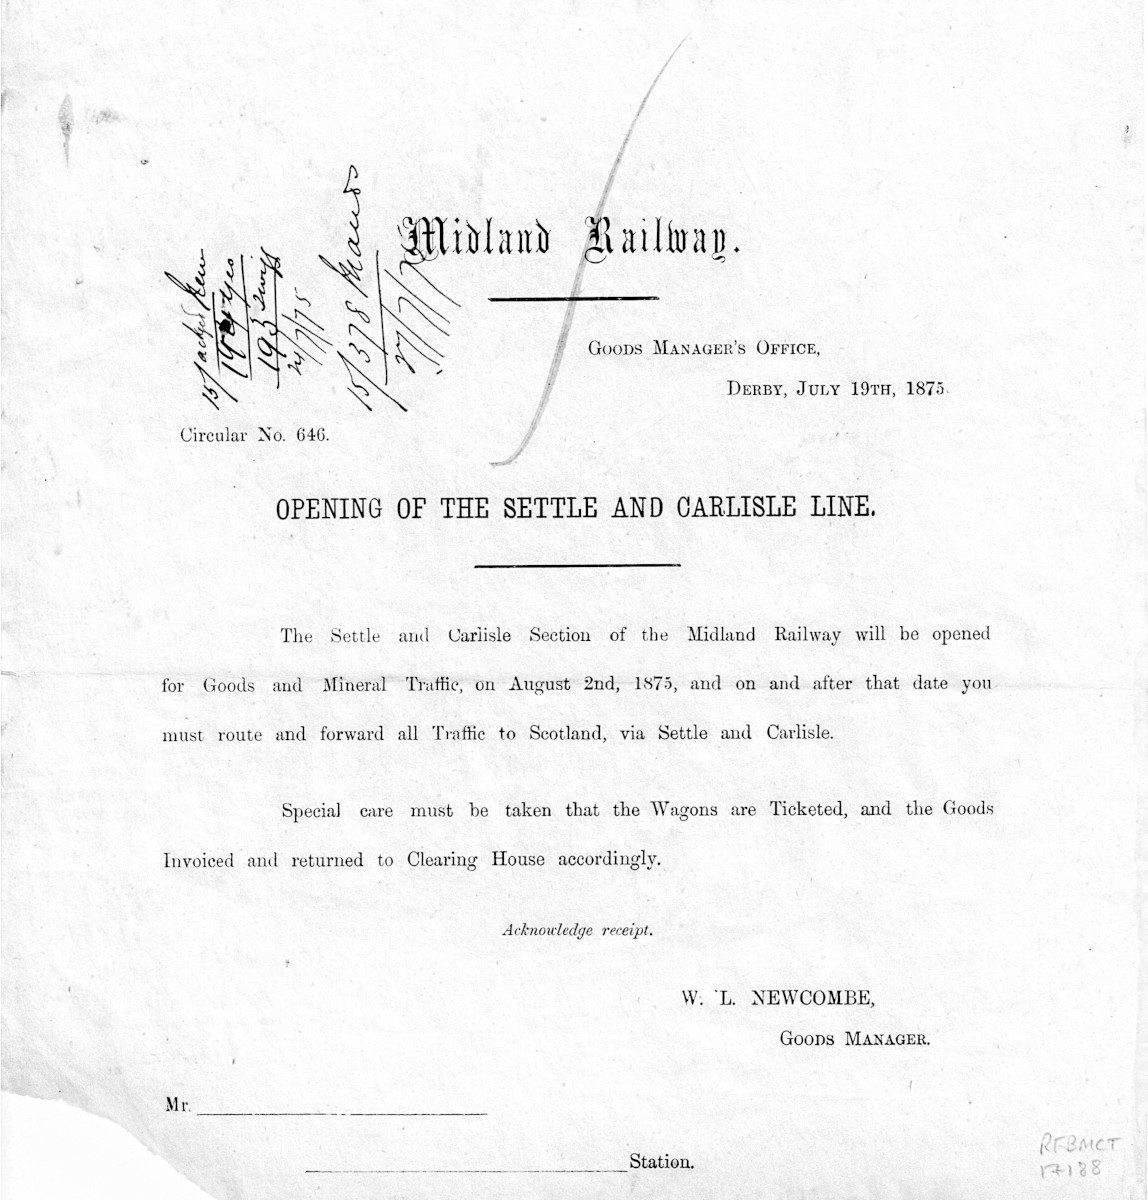 Midland Railway.
GOODS MANAGER'S OFFICE,
DERBY, JULY 19TH, 1875.
Circular No. 646.
OPENING OF THE SETTLE AND CARLISLE LINE.
The Settle and Carlisle Section of the Midland Railway will be opened
for Goods and Mineral Traffic, on August 2nd, 1875, and on and after that date you
must route and forward all Traffic to Scotland, via Settle and Carlisle.
Special care must be taken that the Wagons are Ticketed, and the Goods
Invoiced and returned to Clearing House accordingly.
Acknowledge receipt.
W. L. NEWCOMBE,
GOODS MANAGER.
Mr.
Station.
17188